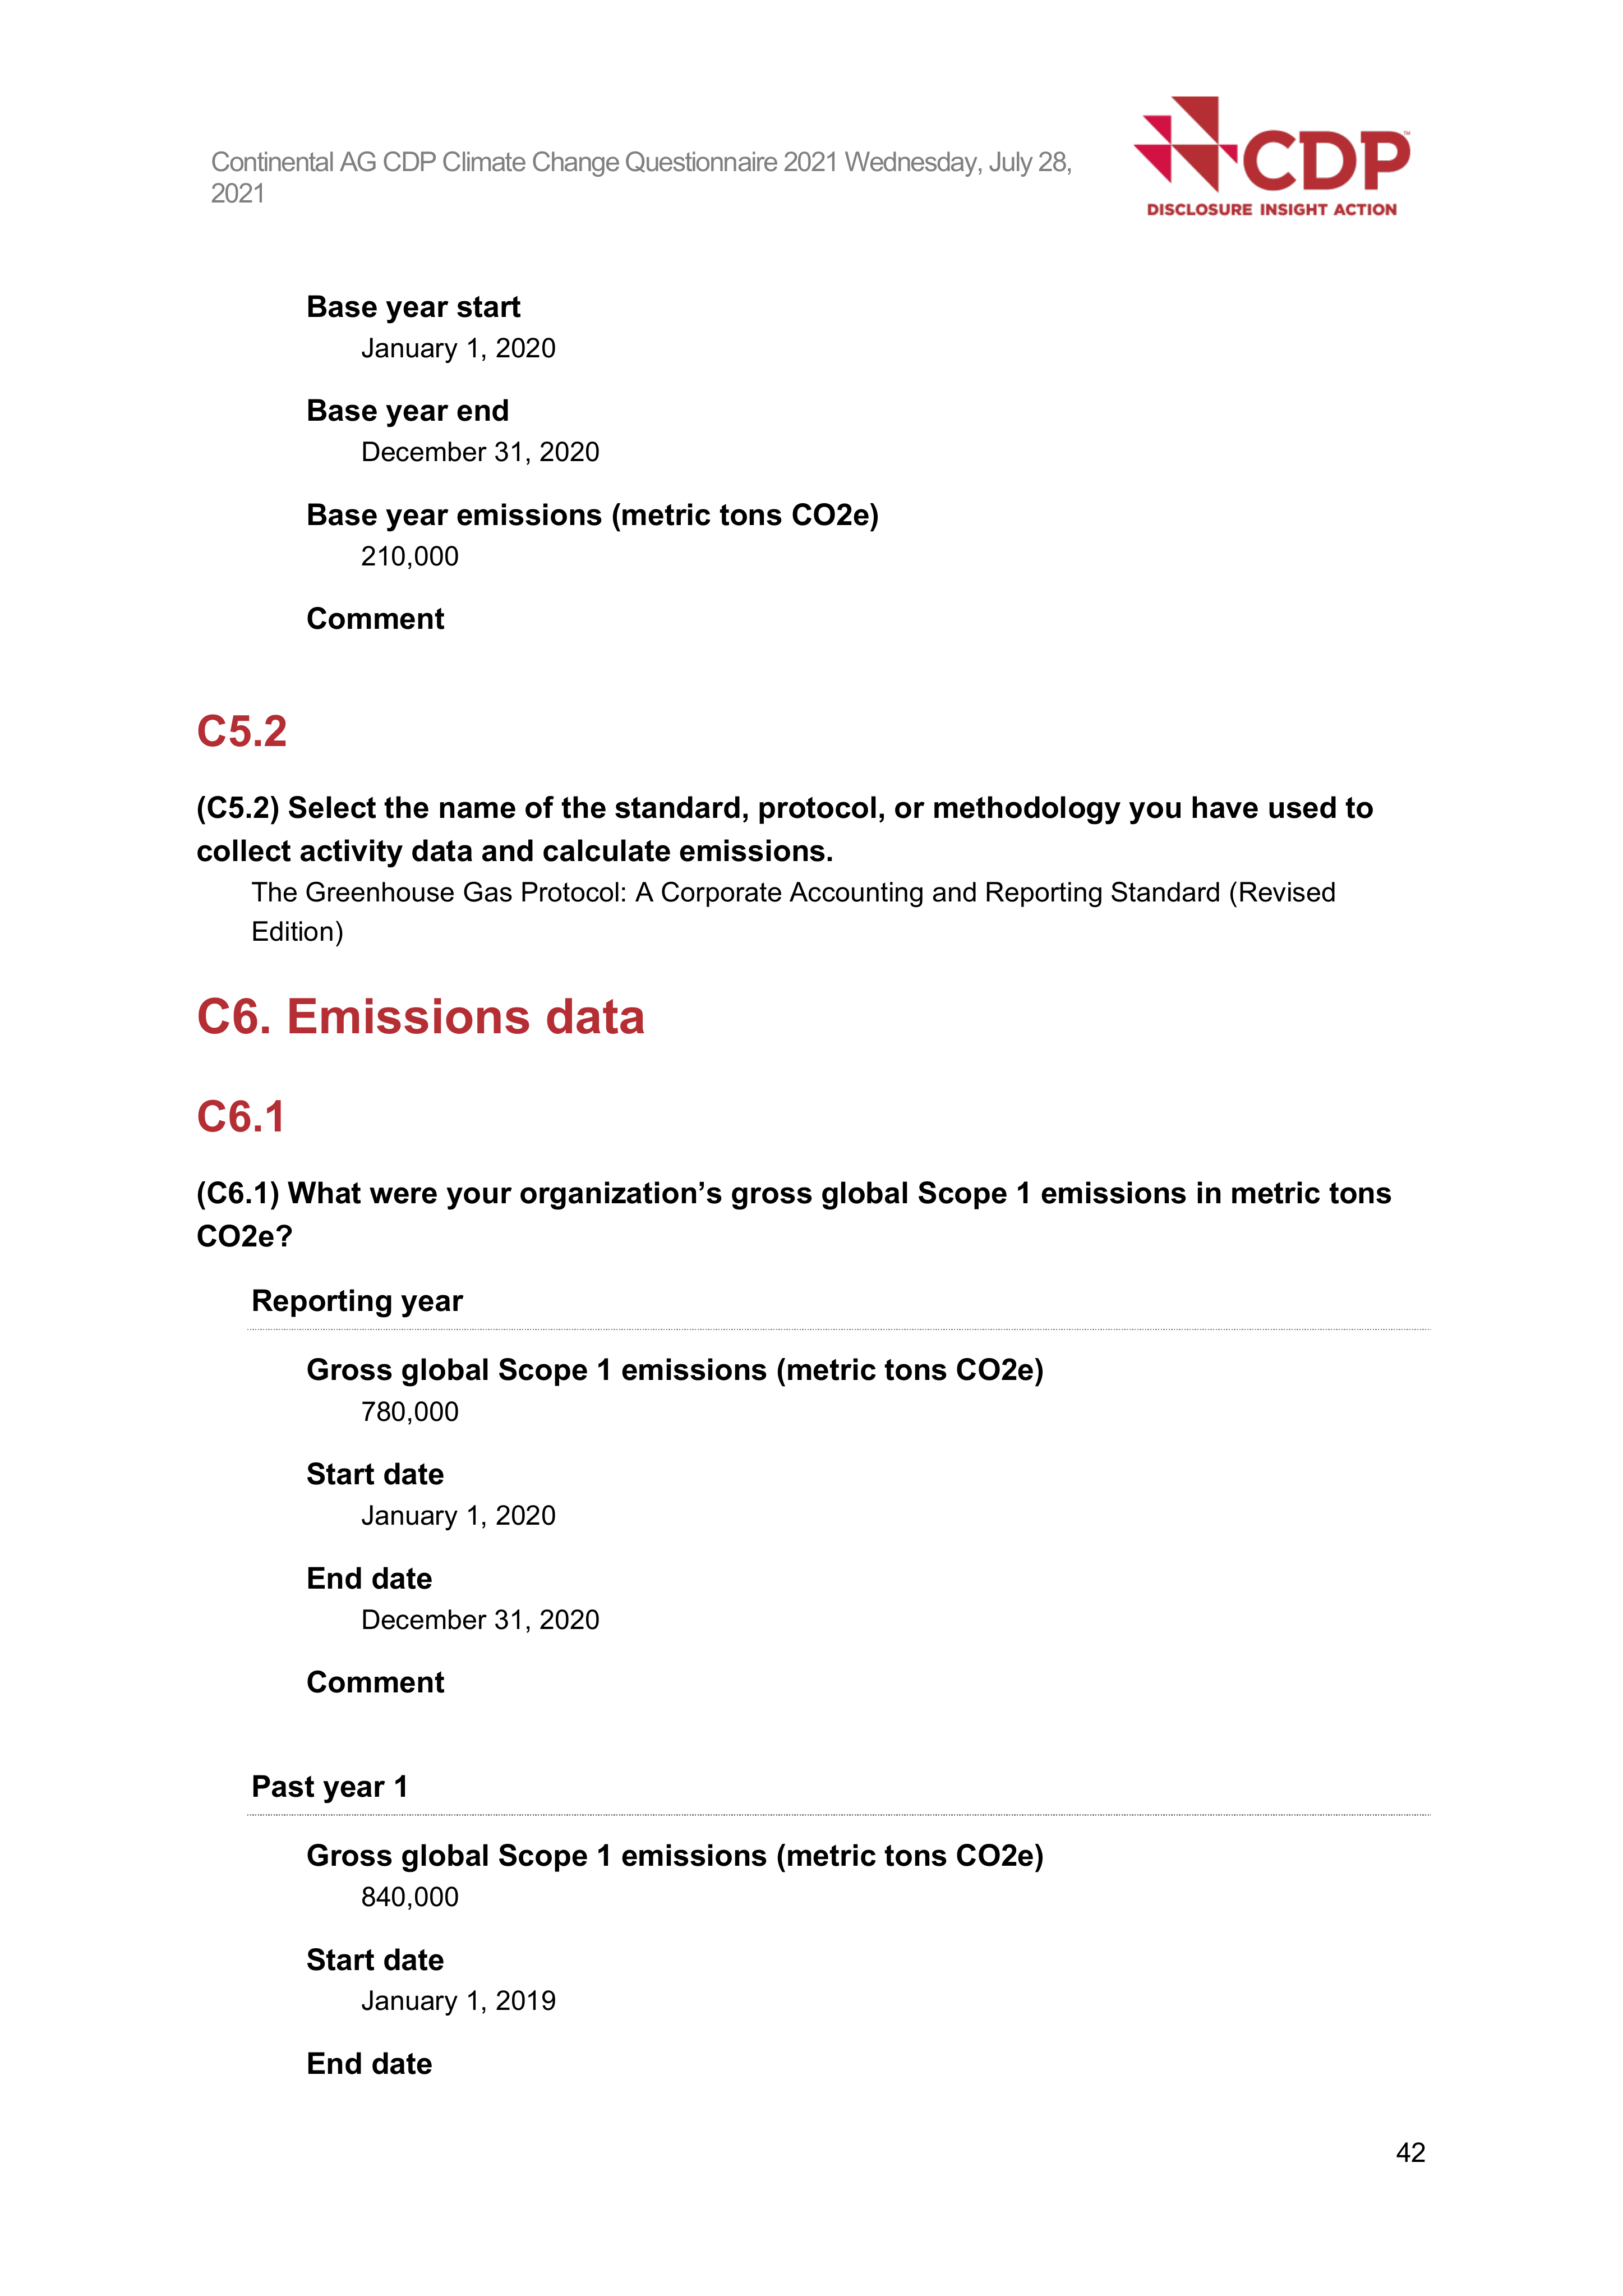 Continental AG CDP Climate Change Questionnaire 2021 Wednesday, July 28,
2021
CDP™
DISCLOSURE INSIGHT ACTION
Base year start
January 1, 2020
Base year end
December 31, 2020
Base year emissions (metric tons CO2e)
210,000
Comment
C5.2
(C5.2) Select the name of the standard, protocol, or methodology you have used to
collect activity data and calculate emissions.
The Greenhouse Gas Protocol: A Corporate Accounting and Reporting Standard (Revised
Edition)
C6. Emissions data
C6.1
(C6.1) What were your organization’s gross global Scope 1 emissions in metric tons
CO2e?
Reporting year
Gross global Scope 1 emissions (metric tons CO2e)
780,000
Start date
January 1, 2020
End date
December 31, 2020
Comment
Past year 1
Gross global Scope 1 emissions (metric tons CO2e)
840,000
Start date
January 1, 2019
End date
42